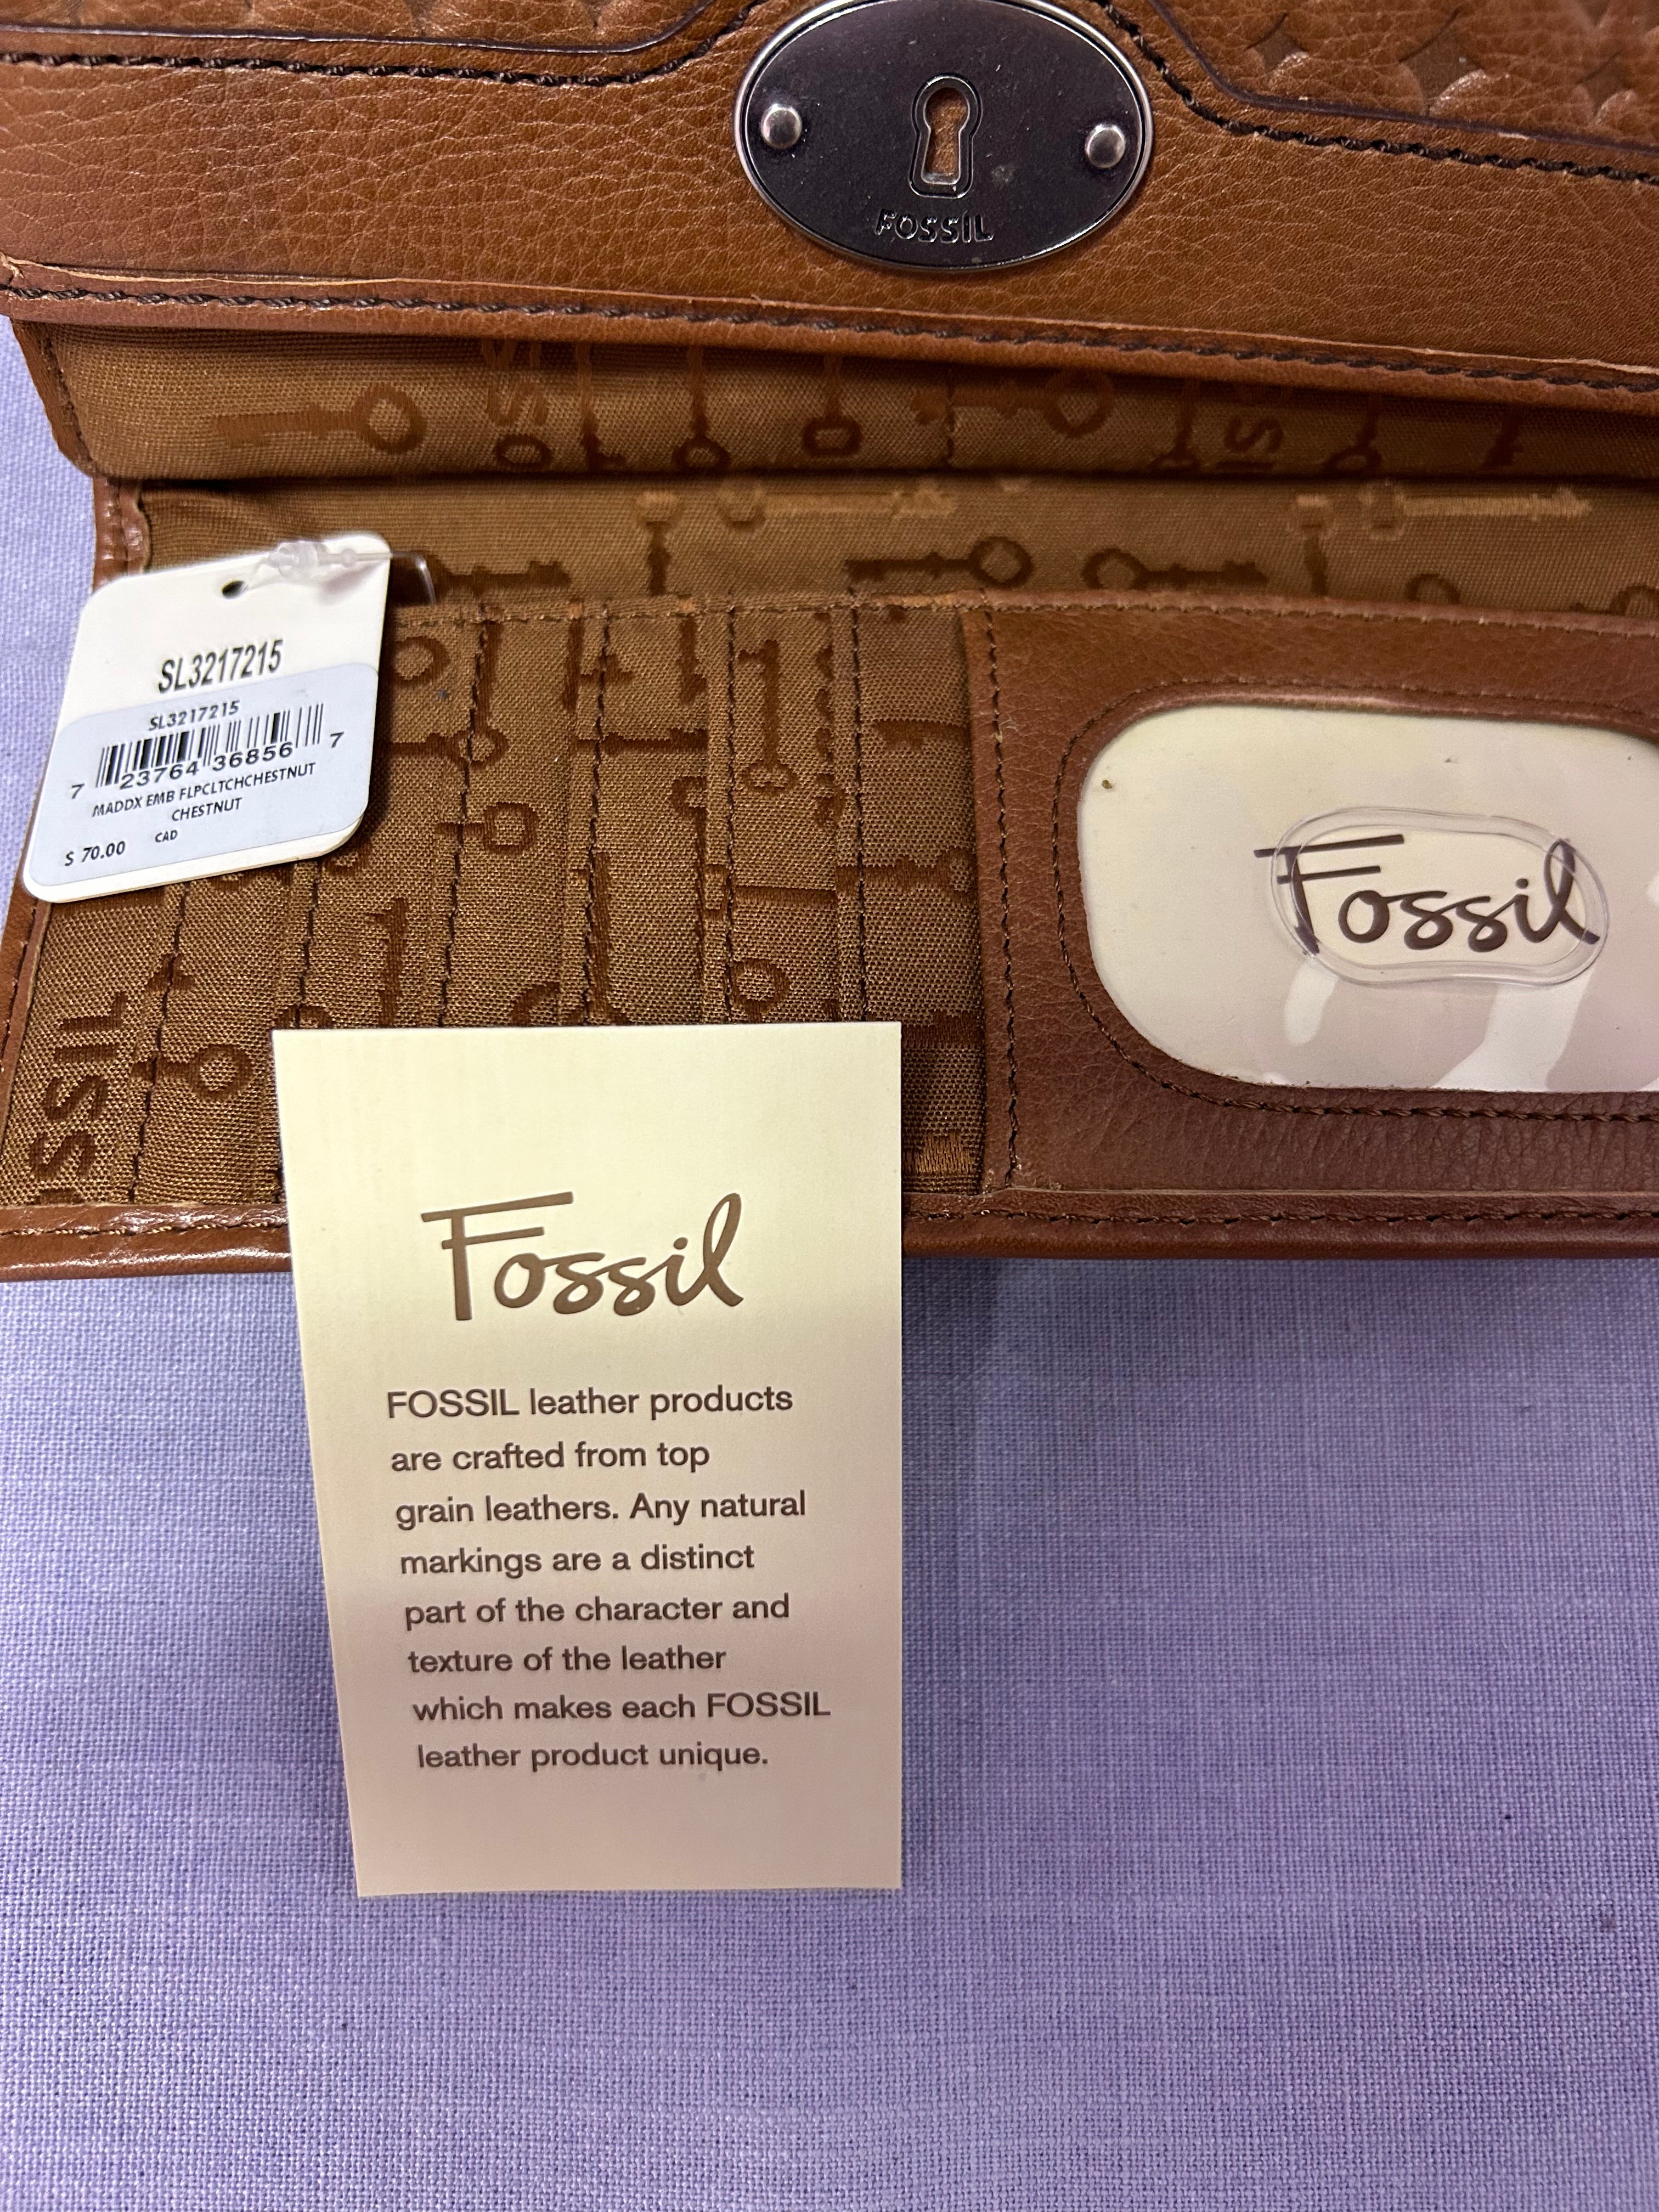 FOSSIL
SL3217215
SL3217215
7 23764 36856 7
MADDX EMB FLPCLTCHCHESTNUT
CHESTNUT
CAD
$ 70.00
Fossil
SSIL
Fossil
FOSSIL leather products
are crafted from top
grain leathers. Any natural
markings are a distinct
part of the character and
texture of the leather
which makes each FOSSIL
leather product unique.